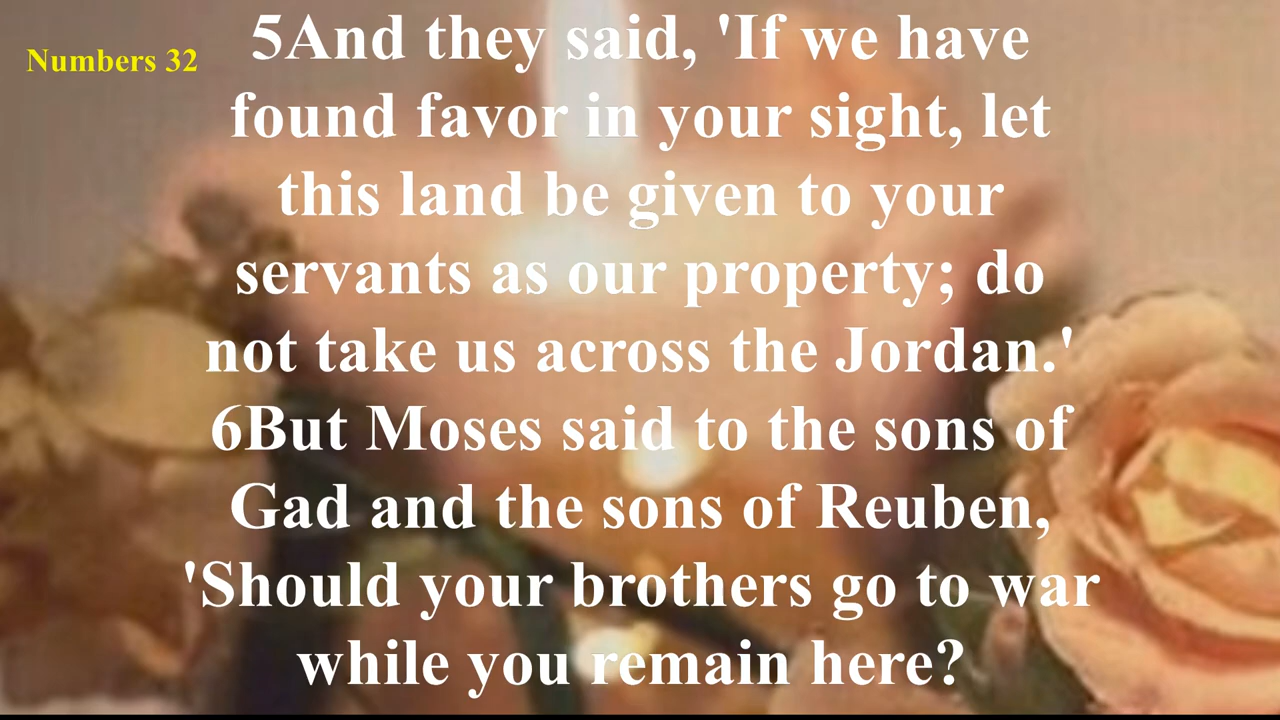 Numbers 32
5And they said, 'If we have
found favor in your sight, let
this land be given to your
servants as our property; do
not take us across the Jordan.'
6But Moses said to the sons of
Gad and the sons of Reuben,
'Should your brothers go to war
while you remain here?